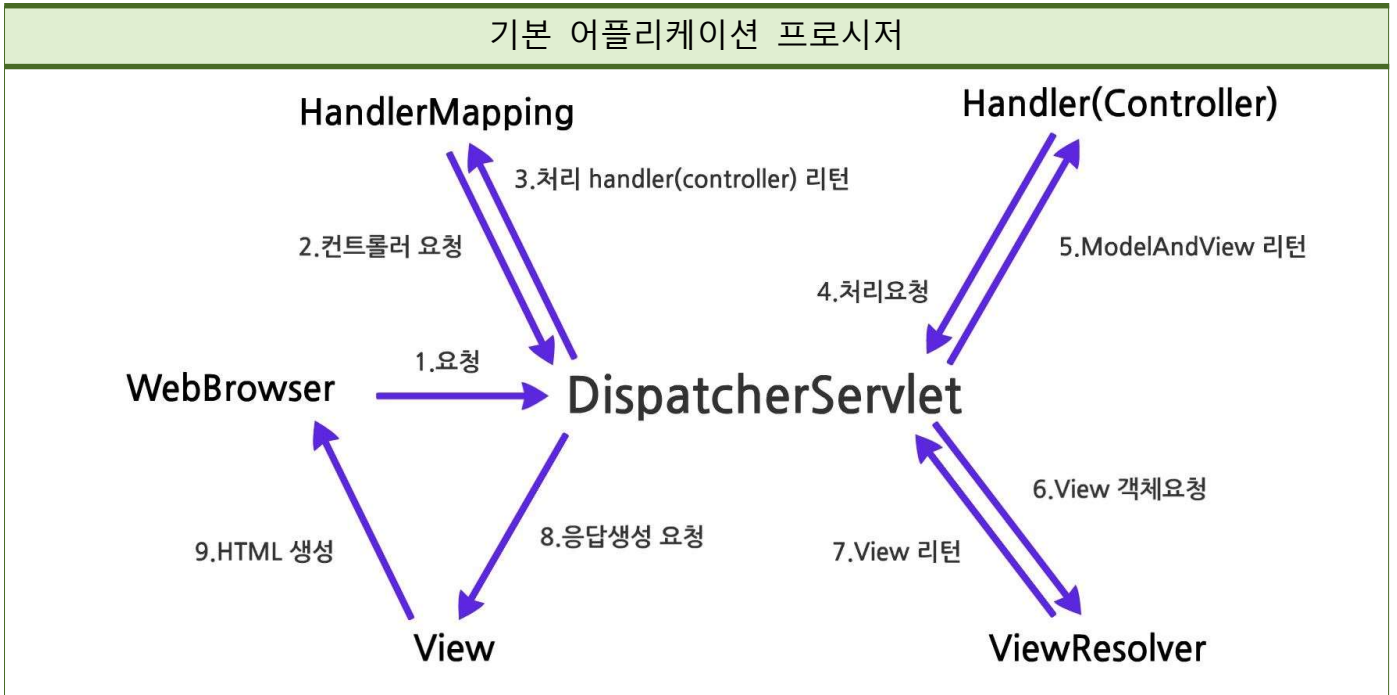 기본 어플리케이션 프로시저
HandlerMapping
Handler(Controller)
3.처리 handler(controller) 리턴
2.컨트롤러 요청
5.ModelAndView 리턴
4.처리요청
1.요청
WebBrowser
DispatcherServlet
6.View 객체요청
8.응답생성 요청
9.HTML 생성
7.View 리턴
View
ViewResolver